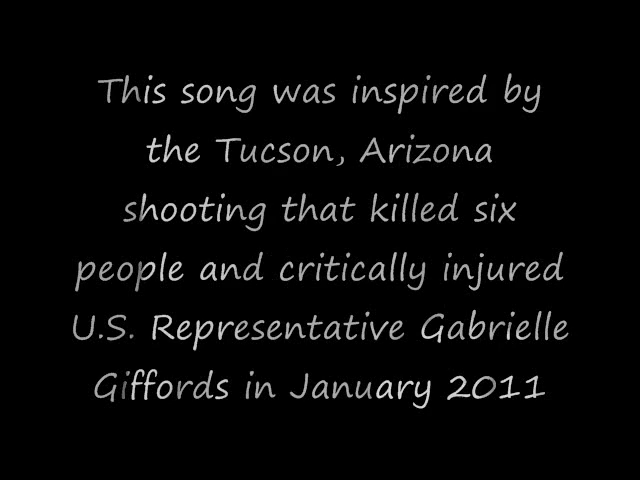 This song was inspired by
the Tucson, Arizona
shooting that killed six
people and critically injured
U.S. Representative Gabrielle
Giffords in January 2011